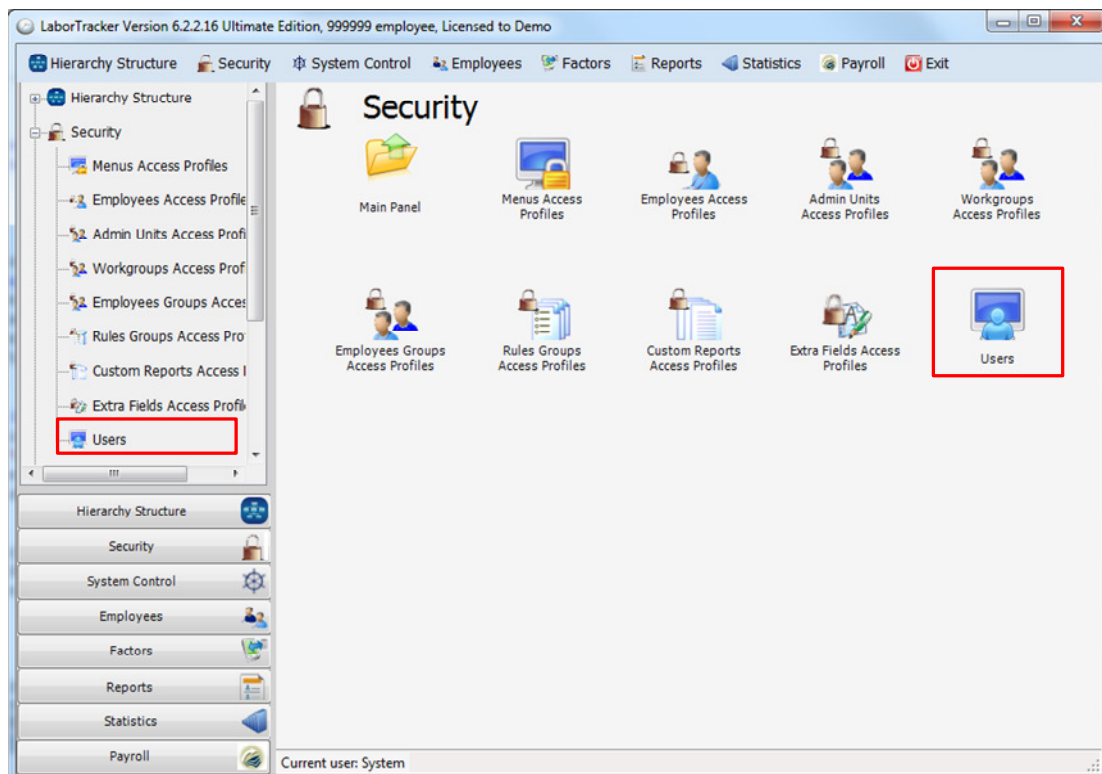 LaborTracker Version 6.2.2.16 Ultimate Edition, 999999 employee, Licensed to Demo
Hierarchy Structure Security System Control Employees Factors Reports Statistics Payroll Exit
Hierarchy Structure
Security
Menus Access Profiles
Employees Access Profile
Admin Units Access Profi
Workgroups Access Prof
Employees Groups Acces
Rules Groups Access Pro
Custom Reports Access
Extra Fields Access Profil
Users
Hierarchy Structure
Security
System Control
Employees
Factors
Reports
Statistics
Payroll
Security
Main Panel
Menus Access
Profiles
Employees Access
Profiles
Admin Units
Access Profiles
Workgroups
Access Profiles
Employees Groups
Access Profiles
Rules Groups
Access Profiles
Custom Reports
Access Profiles
Extra Fields Access
Profiles
Users
Current user: System